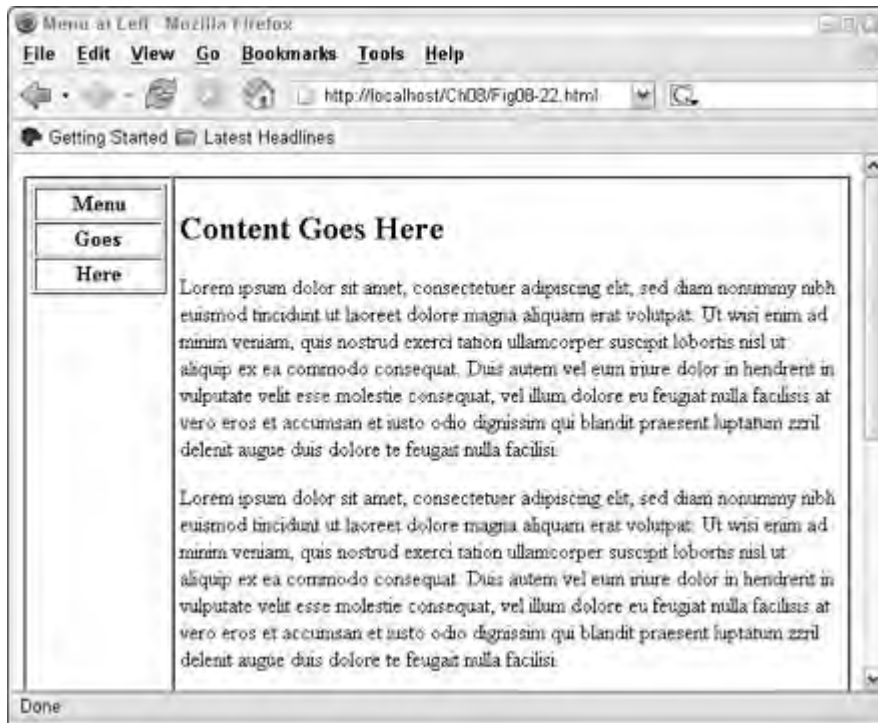 Menu at Left - Mozilla Firefox
File Edit View Go Bookmarks Tools Help
http://localhost/Ch08/Fig08-22.html
G
Getting Started Latest Headlines
Menu
Goes
Here
Content Goes Here
Lorem ipsum dolor sit amet, consectetuer adipiscing elit, sed diam nonummy nibh
euismod tincidunt ut laoreet dolore magna aliquam erat volutpat. Ut wisi enim ad
minim veniam, quis nostrud exerci tation ullamcorper suscipit lobortis nisl ut
aliquip ex ea commodo consequat. Duis autem vel eum iriure dolor in hendrerit in
vulputate velit esse molestie consequat, vel illum dolore eu feugiat nulla facilisis at
vero eros et accumsan et iusto odio dignissim qui blandit praesent luptatum zzril
delenit augue duis dolore te feugait nulla facilisi.
Lorem ipsum dolor sit amet, consectetuer adipiscing elit, sed diam nonummy nibh
euismod tincidunt ut laoreet dolore magna aliquam erat volutpat. Ut wisi enim ad
minim veniam, quis nostrud exerci tation ullamcorper suscipit lobortis nisl ut
aliquip ex ea commodo consequat. Duis autem vel eum iriure dolor in hendrerit in
vulputate velit esse molestie consequat, vel illum dolore eu feugiat nulla facilisis at
vero eros et accumsan et iusto odio dignissim qui blandit praesent luptatum zzril
delenit augue duis dolore te feugait nulla facilisi.
Done